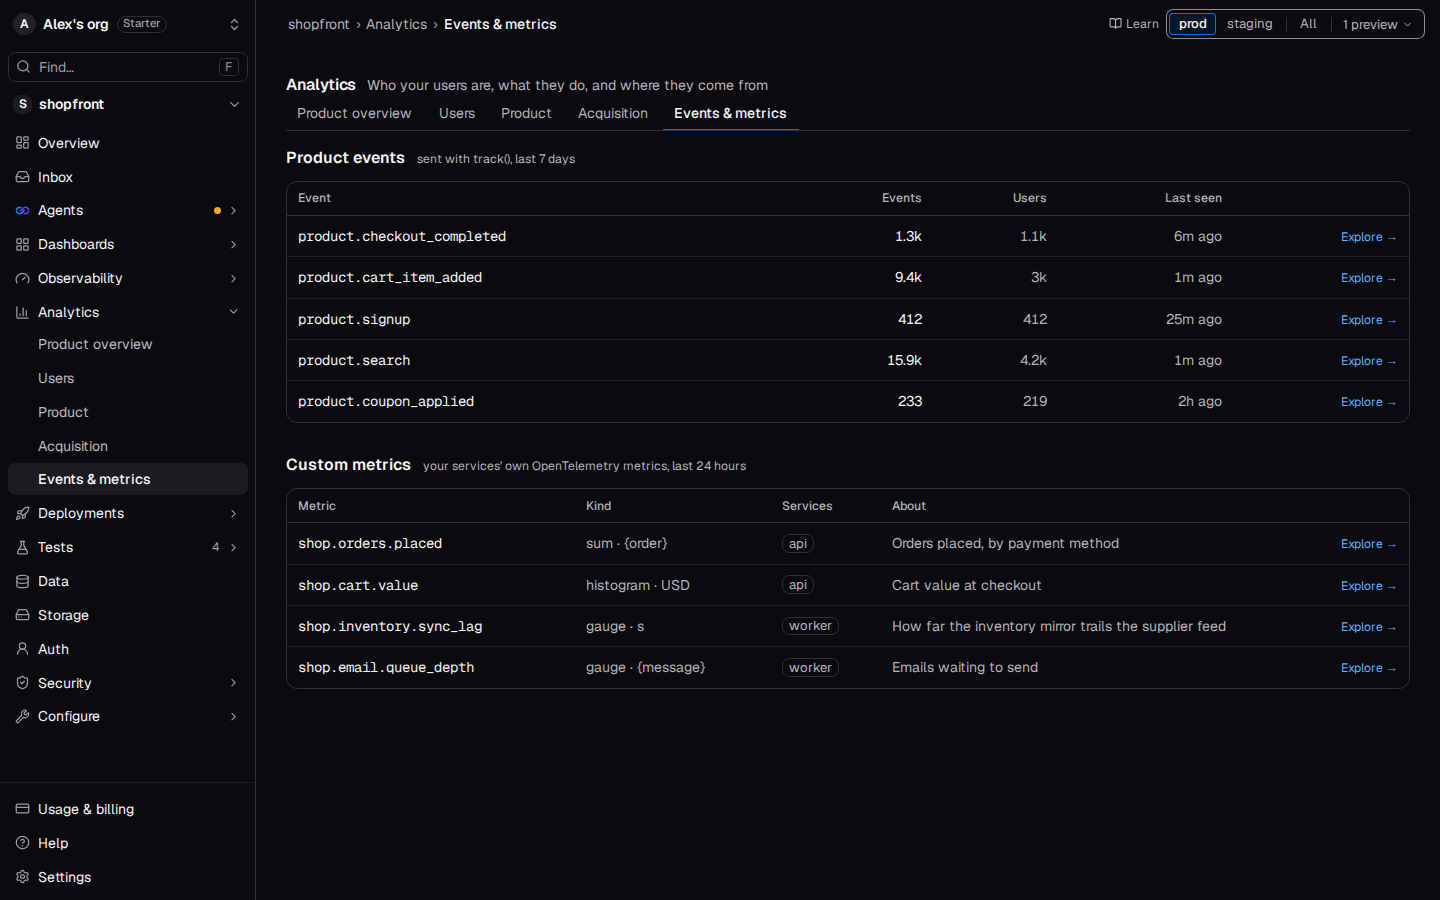 A Alex's org Starter
Find... F
S shopfront
Overview
Inbox
Agents
Dashboards
Observability
Analytics
Product overview
Users
Product
Acquisition
Events & metrics
Deployments
Tests 4
Data
Storage
Auth
Security
Configure
Usage & billing
Help
Settings
shopfront › Analytics › Events & metrics
Learn prod staging All 1 preview
Analytics Who your users are, what they do, and where they come from
Product overview Users Product Acquisition Events & metrics
Product events sent with track(), last 7 days
Event Events Users Last seen
product.checkout_completed 1.3k 1.1k 6m ago Explore →
product.cart_item_added 9.4k 3k 1m ago Explore →
product.signup 412 412 25m ago Explore →
product.search 15.9k 4.2k 1m ago Explore →
product.coupon_applied 233 219 2h ago Explore →
Custom metrics your services' own OpenTelemetry metrics, last 24 hours
Metric Kind Services About
shop.orders.placed sum · {order} api Orders placed, by payment method Explore →
shop.cart.value histogram · USD api Cart value at checkout Explore →
shop.inventory.sync_lag gauge · s worker How far the inventory mirror trails the supplier feed Explore →
shop.email.queue_depth gauge · {message} worker Emails waiting to send Explore →